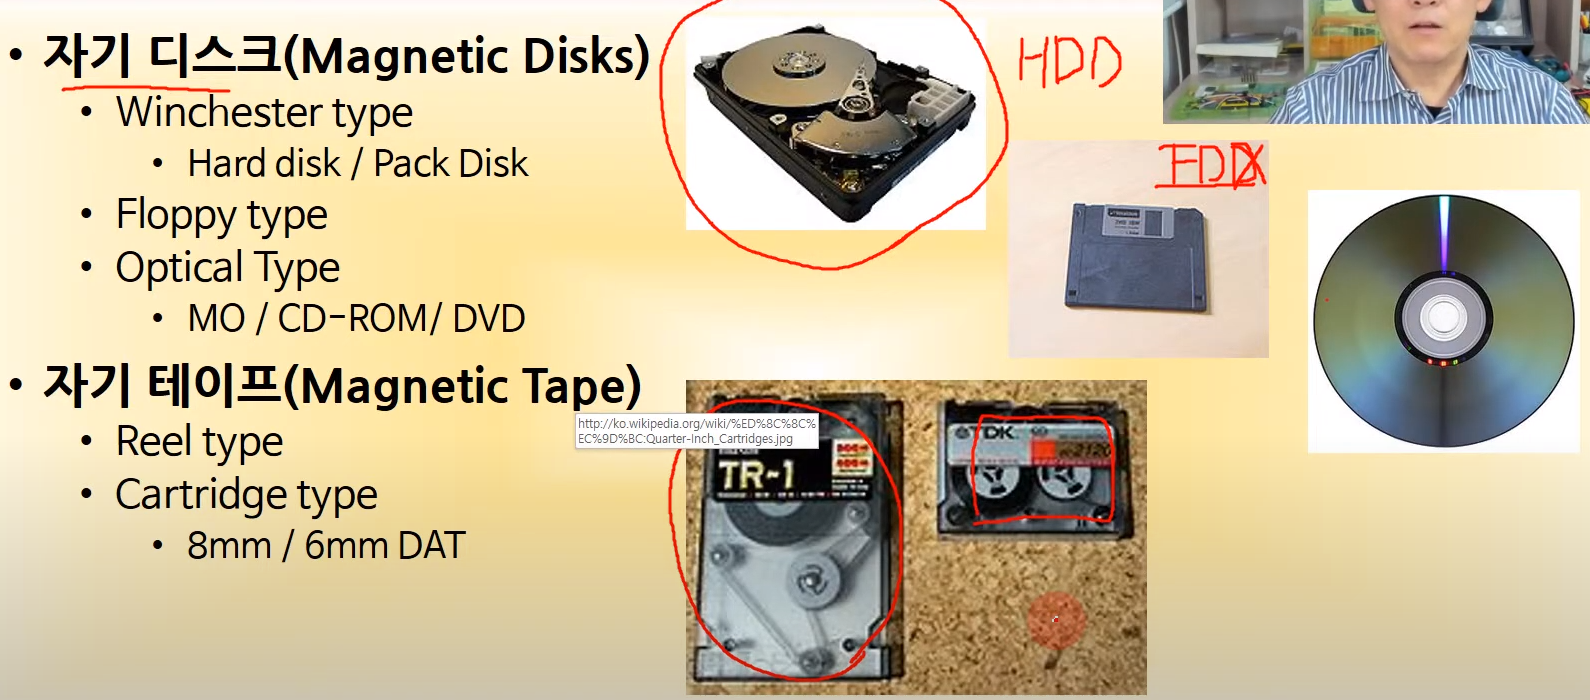 • 자기 디스크(Magnetic Disks)
• Winchester type
• Hard disk / Pack Disk
• Floppy type
• Optical Type
• MO / CD-ROM/ DVD
• 자기 테이프(Magnetic Tape)
• Reel type
• Cartridge type
• 8mm / 6mm DAT
HDD
FDD
http://ko.wikipedia.org/wiki/%ED%8C%8C%
EC%9D%BC:Quarter-Inch_Cartridges.jpg
TR-1
TDK